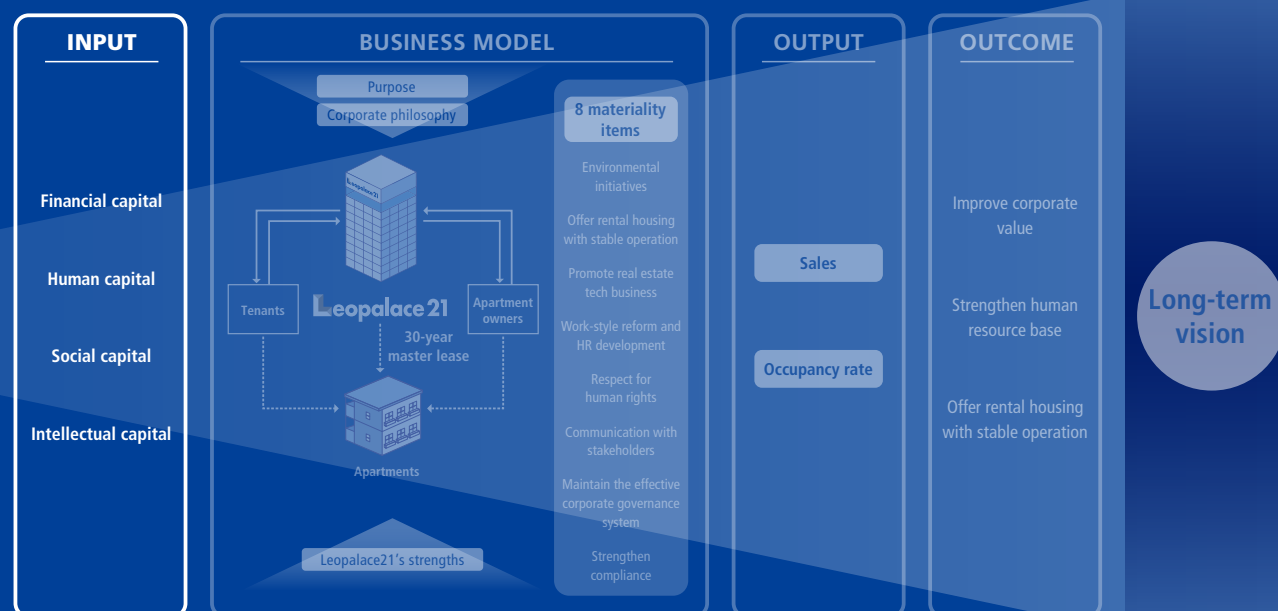 INPUT
Financial capital
Human capital
Social capital
Intellectual capital
BUSINESS MODEL
Purpose
Corporate philosophy
Leopalace21
Tenants
Leopalace21
Apartment
owners
30-year
master lease
Apartments
Leopalace21's strengths
8 materiality
items
Environmental
initiatives
Offer rental housing
with stable operation
Promote real estate
tech business
Work-style reform and
HR development
Respect for
human rights
Communication with
stakeholders
Maintain the effective
corporate governance
system
Strengthen
compliance
OUTPUT
Sales
Occupancy rate
OUTCOME
Improve corporate
value
Strengthen human
resource base
Offer rental housing
with stable operation
Long-term
vision